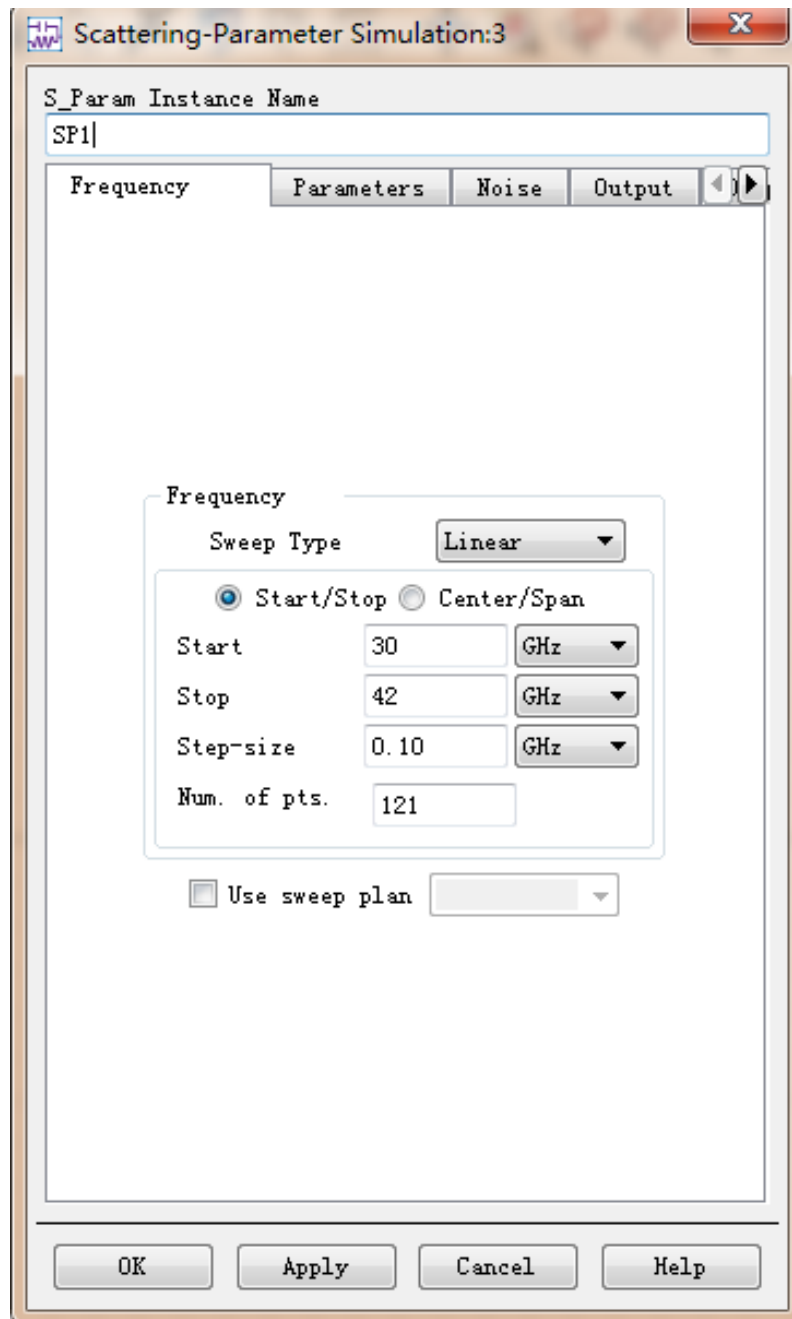 Scattering-Parameter Simulation:3
S_Param Instance Name
SP1
Frequency Parameters Noise Output
Frequency
Sweep Type Linear
Start/Stop Center/Span
Start 30 GHz
Stop 42 GHz
Step-size 0.10 GHz
Num. of pts. 121
Use sweep plan
OK Apply Cancel Help